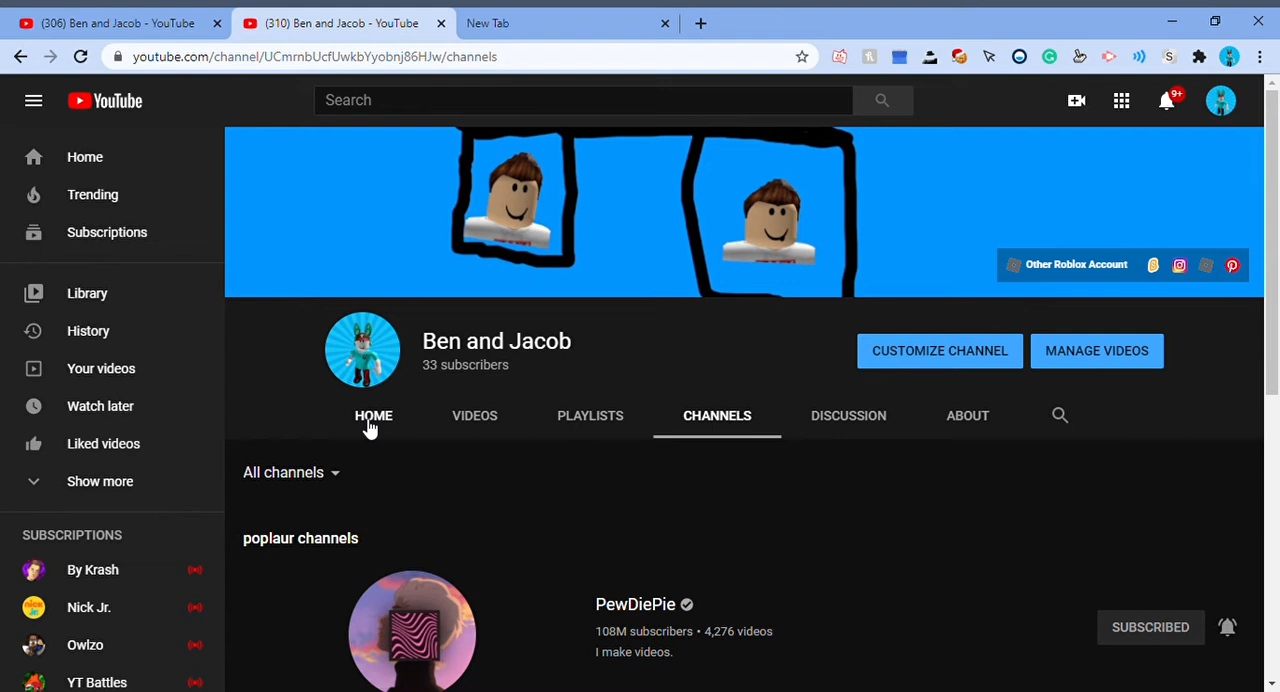 (306) Ben and Jacob - YouTube
(310) Ben and Jacob - YouTube
New Tab
youtube.com/channel/UCmrnbUcfUwkbYyobnj86HJw/channels
YouTube
Search
9+
Home
Trending
Subscriptions
Library
History
Your videos
Watch later
Liked videos
Show more
SUBSCRIPTIONS
By Krash
Nick Jr.
Owlzo
YT Battles
Other Roblox Account
Ben and Jacob
33 subscribers
CUSTOMIZE CHANNEL
MANAGE VIDEOS
HOME VIDEOS PLAYLISTS CHANNELS DISCUSSION ABOUT
All channels
poplaur channels
PewDiePie
108M subscribers • 4,276 videos
I make videos.
SUBSCRIBED